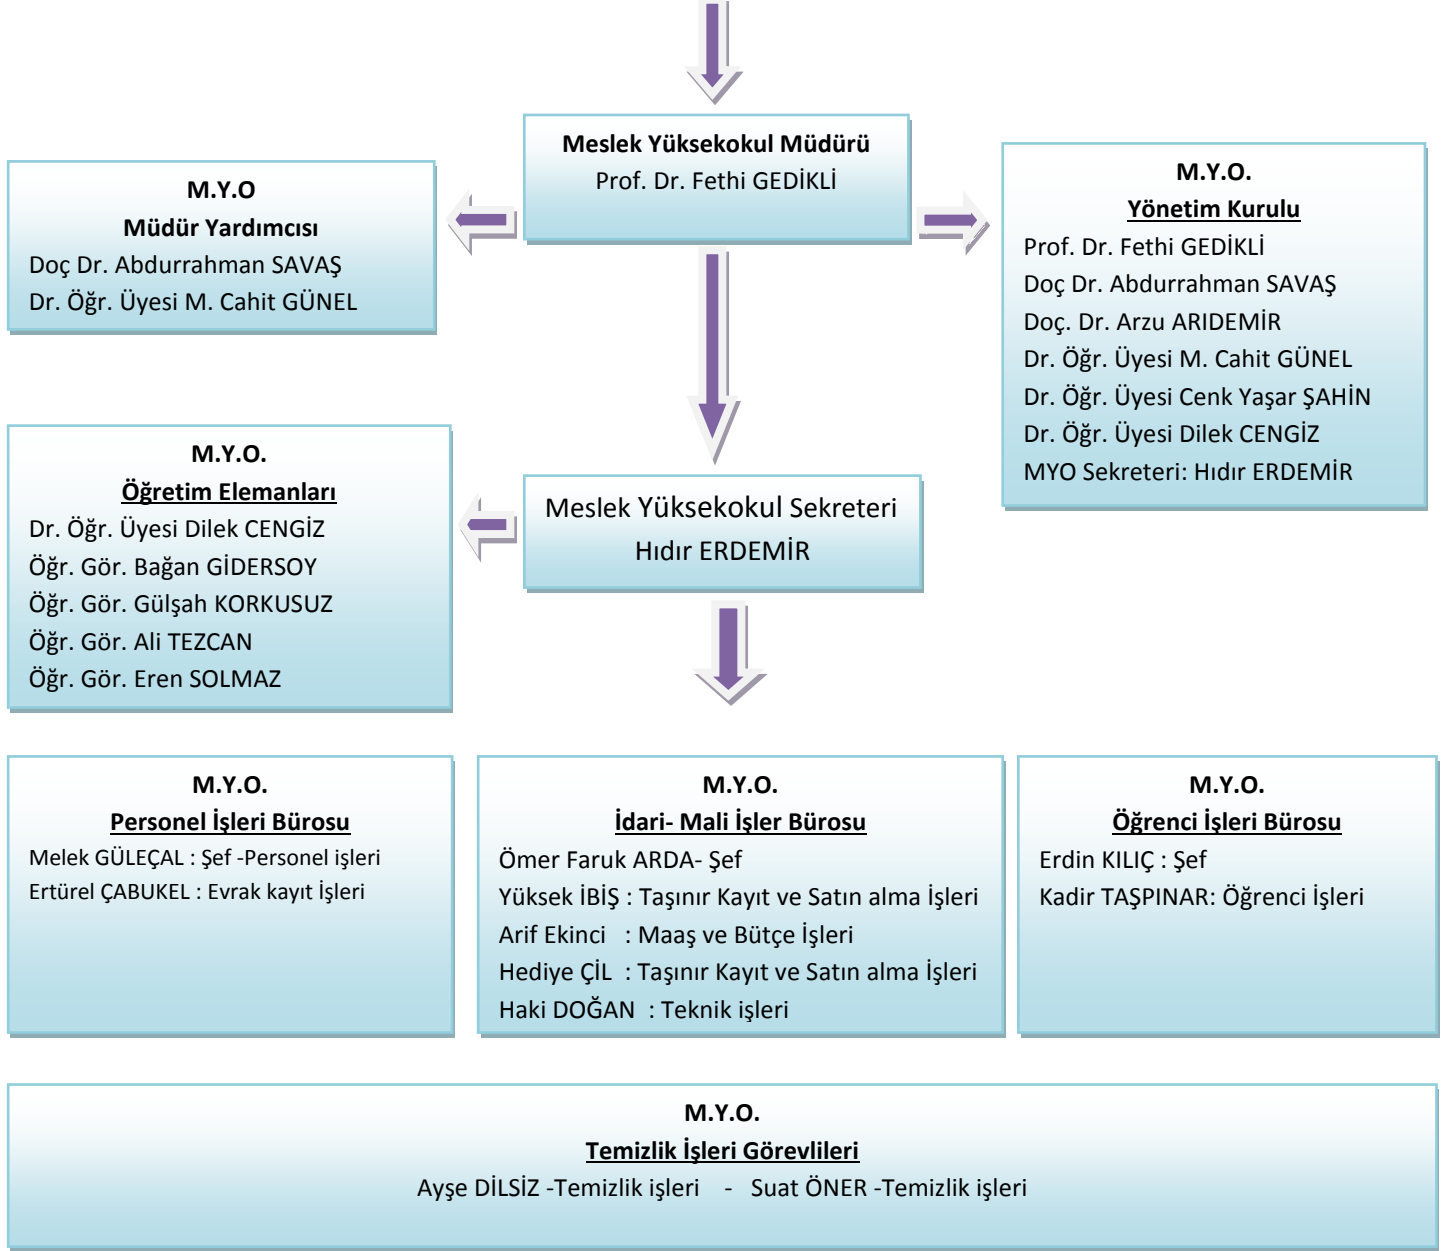 Meslek Yüksekokul Müdürü
Prof. Dr. Fethi GEDİKLİ
M.Y.O
Müdür Yardımcısı
Doç Dr. Abdurrahman SAVAŞ
Dr. Öğr. Üyesi M. Cahit GÜNEL
M.Y.O.
Yönetim Kurulu
Prof. Dr. Fethi GEDİKLİ
Doç Dr. Abdurrahman SAVAŞ
Doç. Dr. Arzu ARIDEMİR
Dr. Öğr. Üyesi M. Cahit GÜNEL
Dr. Öğr. Üyesi Cenk Yaşar ŞAHİN
Dr. Öğr. Üyesi Dilek CENGİZ
MYO Sekreteri: Hıdır ERDEMİR
M.Y.O.
Öğretim Elemanları
Dr. Öğr. Üyesi Dilek CENGİZ
Öğr. Gör. Bağan GİDERSOY
Öğr. Gör. Gülşah KORKUSUZ
Öğr. Gör. Ali TEZCAN
Öğr. Gör. Eren SOLMAZ
Meslek Yüksekokul Sekreteri
Hıdır ERDEMİR
M.Y.O.
Personel İşleri Bürosu
Melek GÜLEÇAL : Şef -Personel işleri
Ertürel ÇABUKEL : Evrak kayıt İşleri
M.Y.O.
İdari- Mali İşler Bürosu
Ömer Faruk ARDA- Şef
Yüksek İBİŞ : Taşınır Kayıt ve Satın alma İşleri
Arif Ekinci : Maaş ve Bütçe İşleri
Hediye ÇİL : Taşınır Kayıt ve Satın alma İşleri
Haki DOĞAN : Teknik işleri
M.Y.O.
Öğrenci İşleri Bürosu
Erdin KILIÇ : Şef
Kadir TAŞPINAR: Öğrenci İşleri
M.Y.O.
Temizlik İşleri Görevlileri
Ayşe DİLSİZ -Temizlik işleri - Suat ÖNER -Temizlik işleri